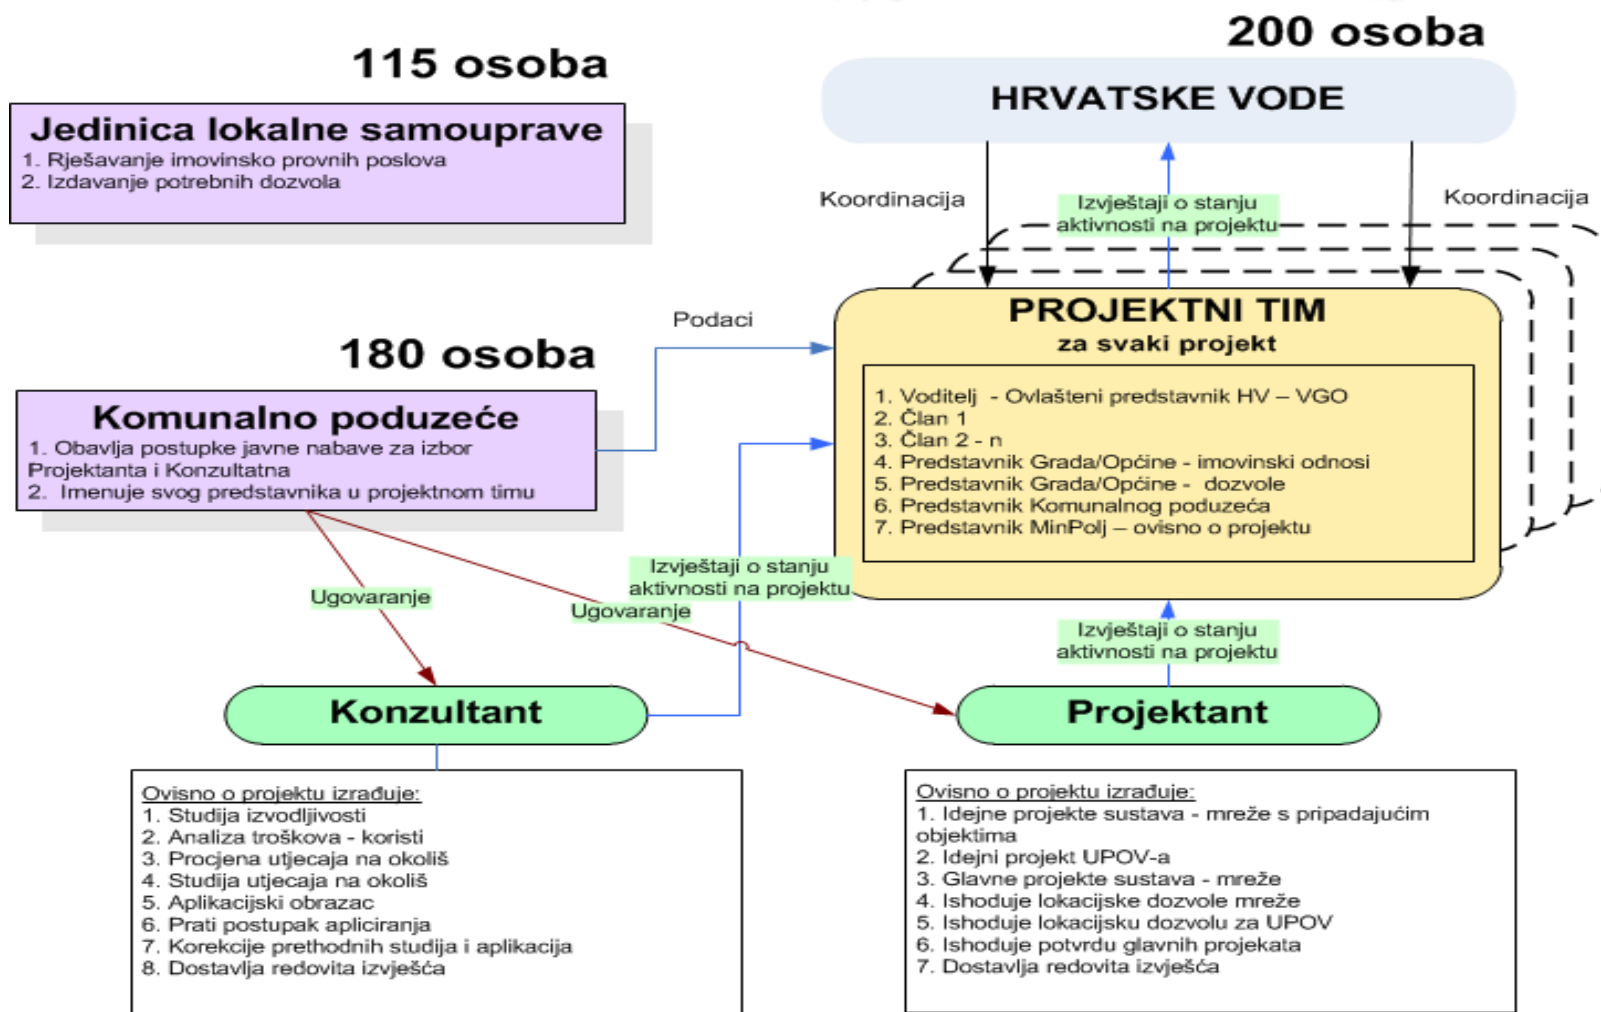 200 osoba
115 osoba
HRVATSKE VODE
Jedinica lokalne samouprave
1. Rješavanje imovinsko provnih poslova
2. Izdavanje potrebnih dozvola
Koordinacija
Izvještaji o stanju
aktivnosti na projektu
Koordinacija
PROJEKTNI TIM
za svaki projekt
Podaci
180 osoba
1. Voditelj - Ovlašteni predstavnik HV – VGO
2. Član 1
3. Član 2 - n
4. Predstavnik Grada/Općine - imovinski odnosi
5. Predstavnik Grada/Općine - dozvole
6. Predstavnik Komunalnog poduzeća
7. Predstavnik MinPolj – ovisno o projektu
Komunalno poduzeće
1. Obavlja postupke javne nabave za izbor
Projektanta i Konzultatna
2. Imenuje svog predstavnika u projektnom timu
Izvještaji o stanju
aktivnosti na projektu
Ugovaranje
Ugovaranje
Izvještaji o stanju
aktivnosti na projektu
Konzultant
Projektant
Ovisno o projektu izrađuje:
1. Studija izvodljivosti
2. Analiza troškova - koristi
3. Procjena utjecaja na okoliš
4. Studija utjecaja na okoliš
5. Aplikacijski obrazac
6. Prati postupak apliciranja
7. Korekcije prethodnih studija i aplikacija
8. Dostavlja redovita izvješća
Ovisno o projektu izrađuje:
1. Idejne projekte sustava - mreže s pripadajućim
objektima
2. Idejni projekt UPOV-a
3. Glavne projekte sustava - mreže
4. Ishoduje lokacijske dozvole mreže
5. Ishoduje lokacijsku dozvolu za UPOV
6. Ishoduje potvrdu glavnih projekata
7. Dostavlja redovita izvješća